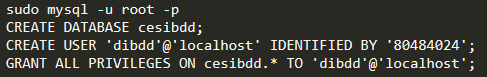 sudo mysql -u root -p
CREATE DATABASE cesibdd;
CREATE USER 'dibdd'@'localhost' IDENTIFIED BY '80484024';
GRANT ALL PRIVILEGES ON cesibdd.* TO 'dibdd'@'localhost';